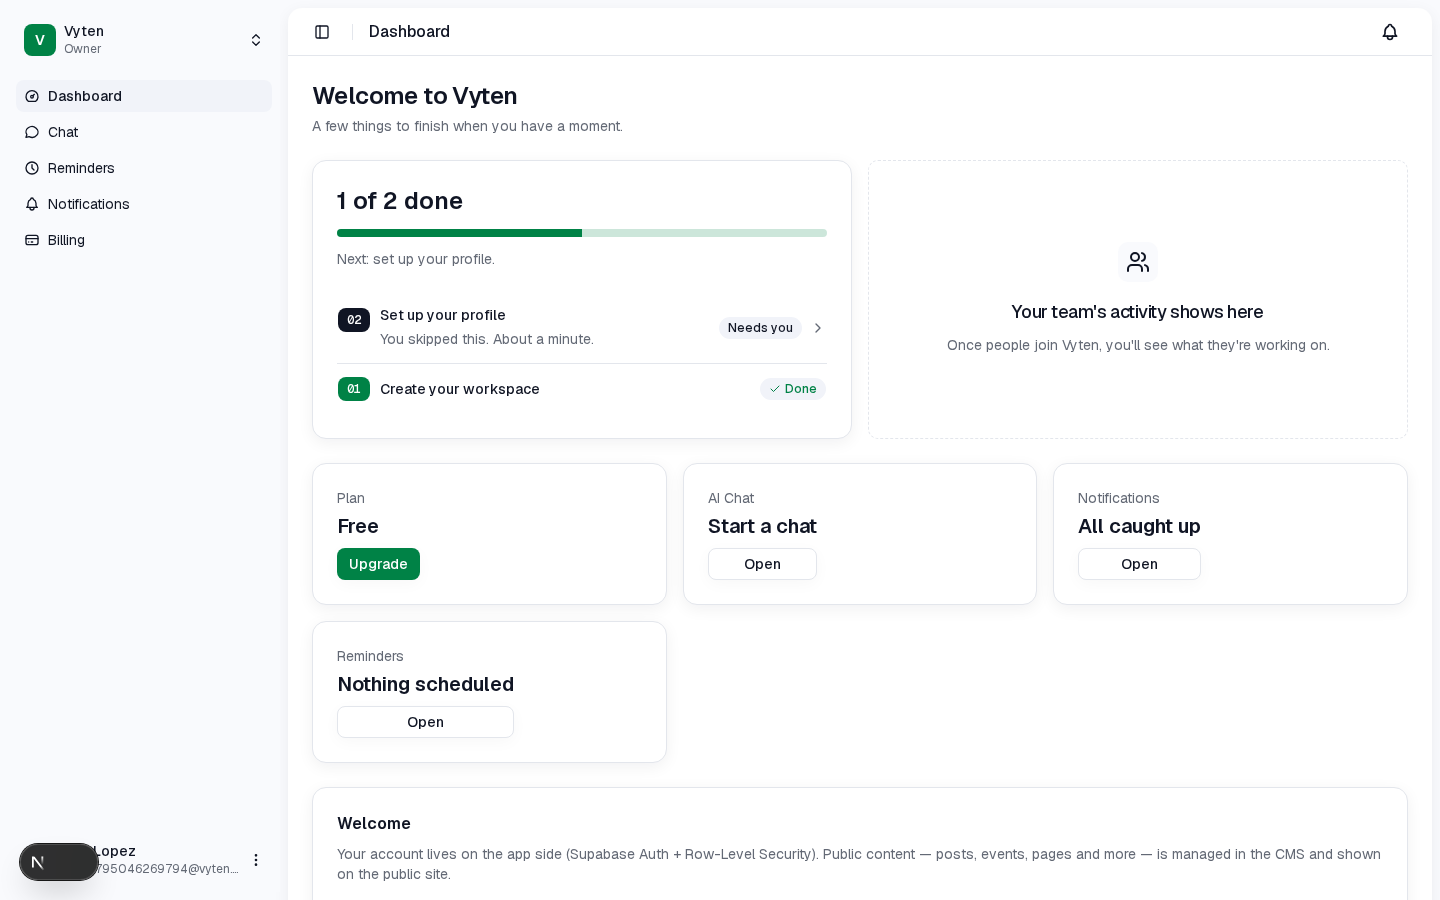 V
Vyten
Owner
Dashboard
Chat
Reminders
Notifications
Billing
Lopez
795046269794@vyten....
Dashboard
Welcome to Vyten
A few things to finish when you have a moment.
1 of 2 done
Next: set up your profile.
02
Set up your profile
You skipped this. About a minute.
Needs you
01
Create your workspace
Done
Your team's activity shows here
Once people join Vyten, you'll see what they're working on.
Plan
Free
Upgrade
AI Chat
Start a chat
Open
Notifications
All caught up
Open
Reminders
Nothing scheduled
Open
Welcome
Your account lives on the app side (Supabase Auth + Row-Level Security). Public content — posts, events, pages and more — is managed in the CMS and shown
on the public site.